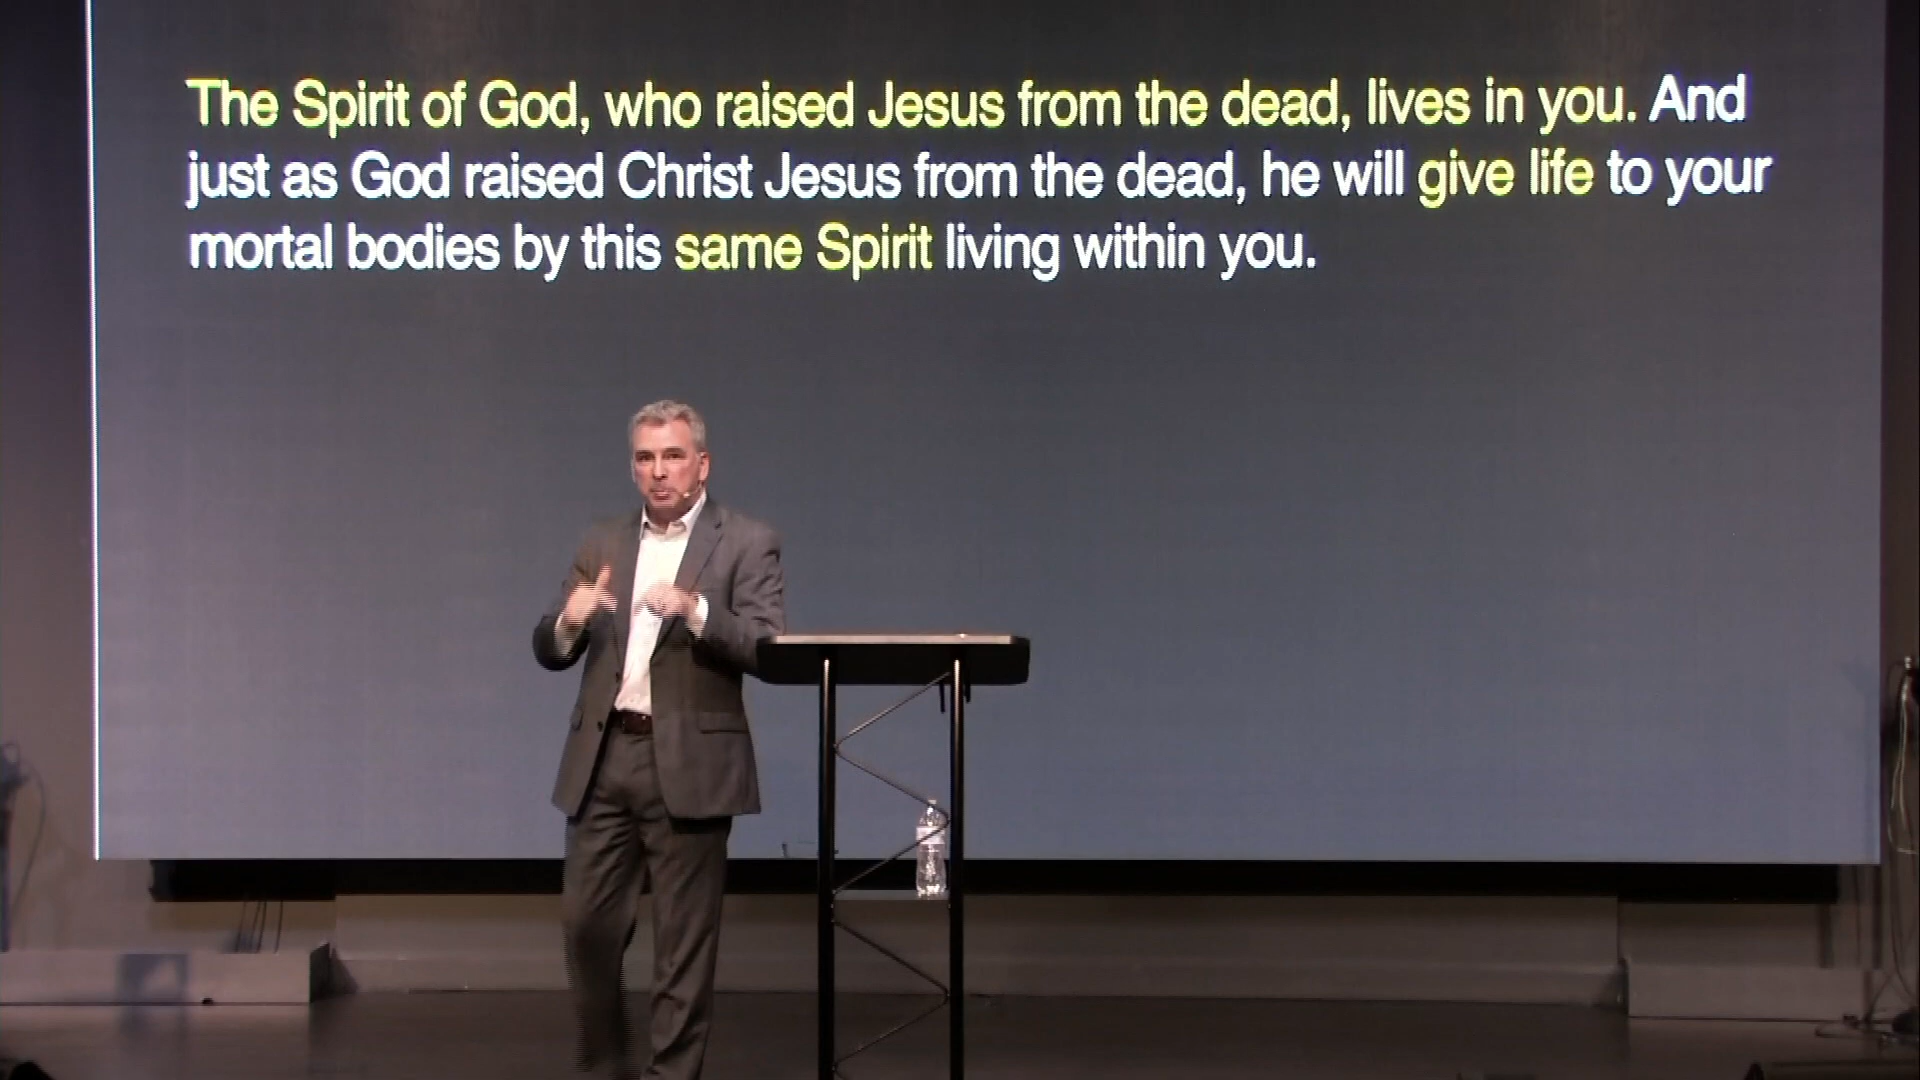 The Spirit of God, who raised Jesus from the dead, lives in you. And
just as God raised Christ Jesus from the dead, he will give life to your
mortal bodies by this same Spirit living within you.